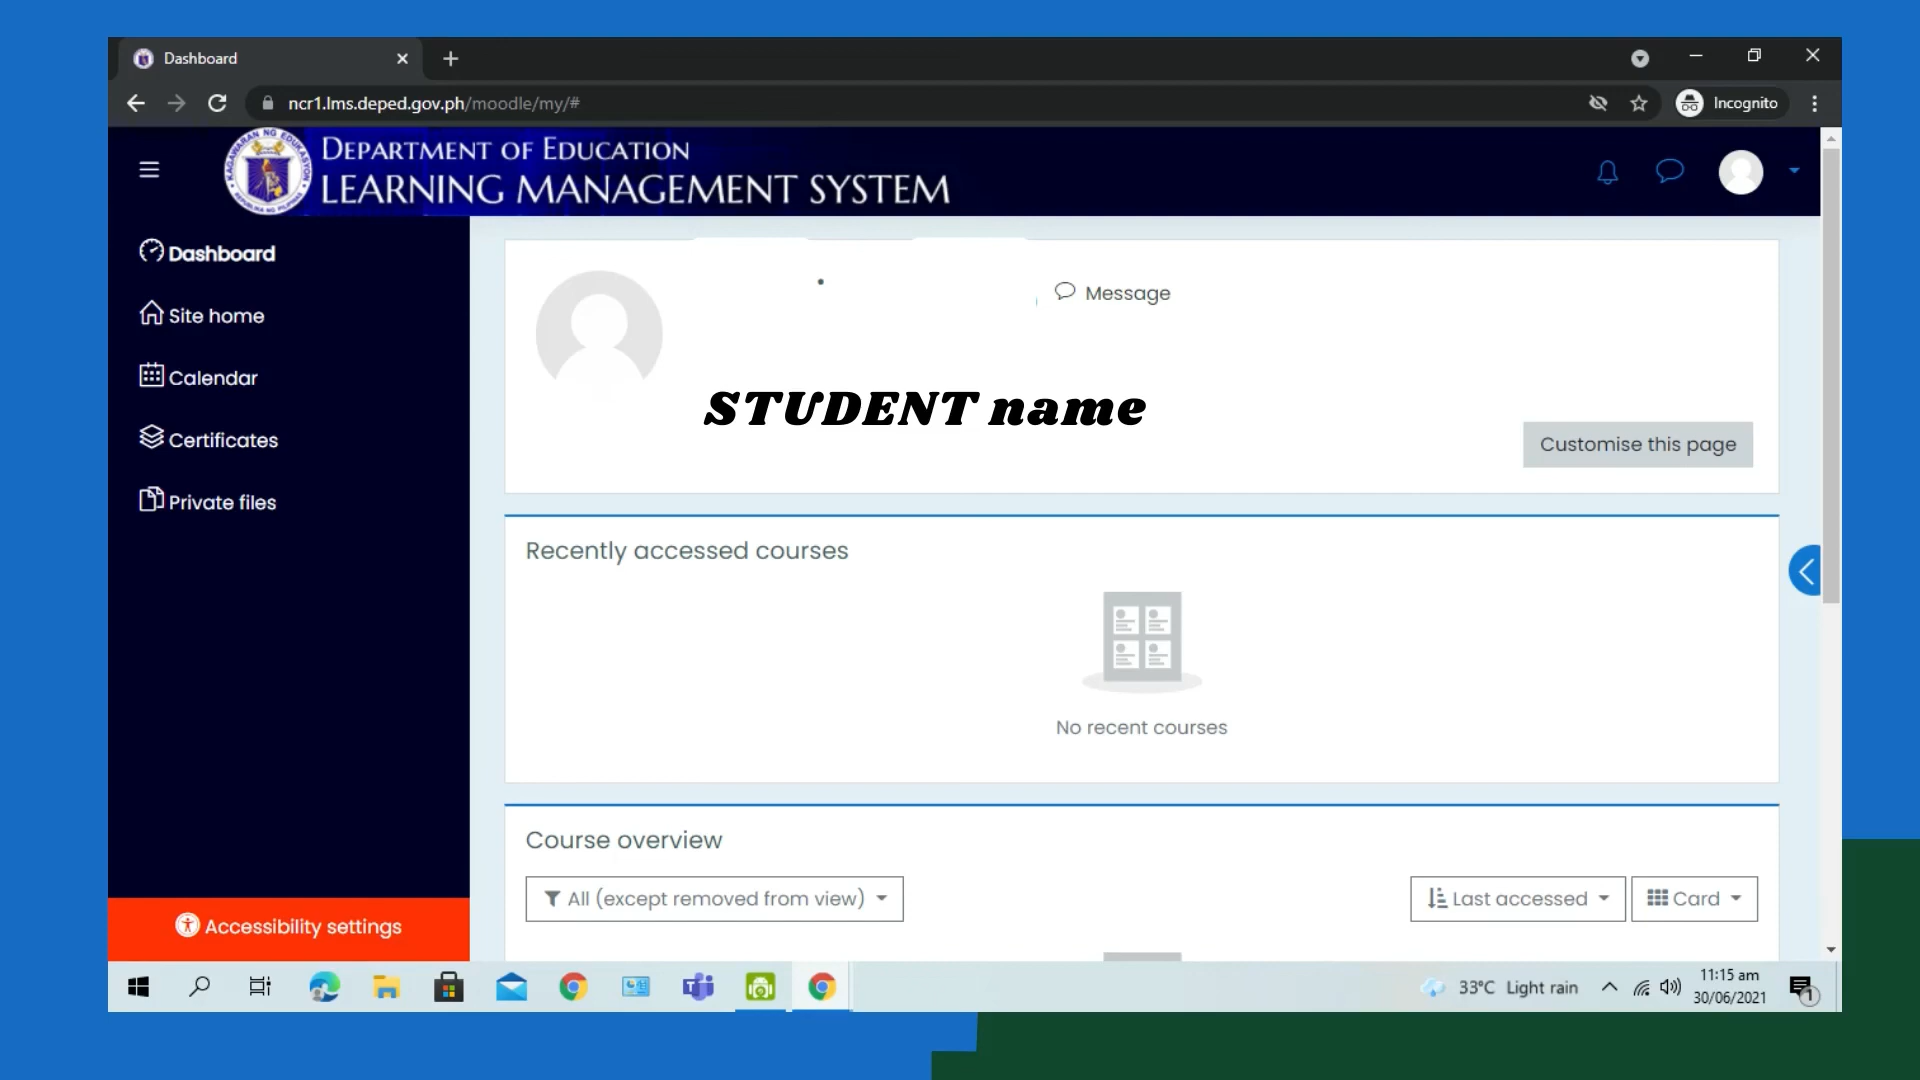 Dashboard
ncr1.lms.deped.gov.ph/moodle/my/#
Incognito
DEPARTMENT OF EDUCATION
LEARNING MANAGEMENT SYSTEM
Dashboard
Site home
Calendar
Certificates
Private files
Accessibility settings
Message
STUDENT name
Customise this page
Recently accessed courses
No recent courses
Course overview
All (except removed from view)
Last accessed
Card
33°C Light rain
11:15 am
30/06/2021
1